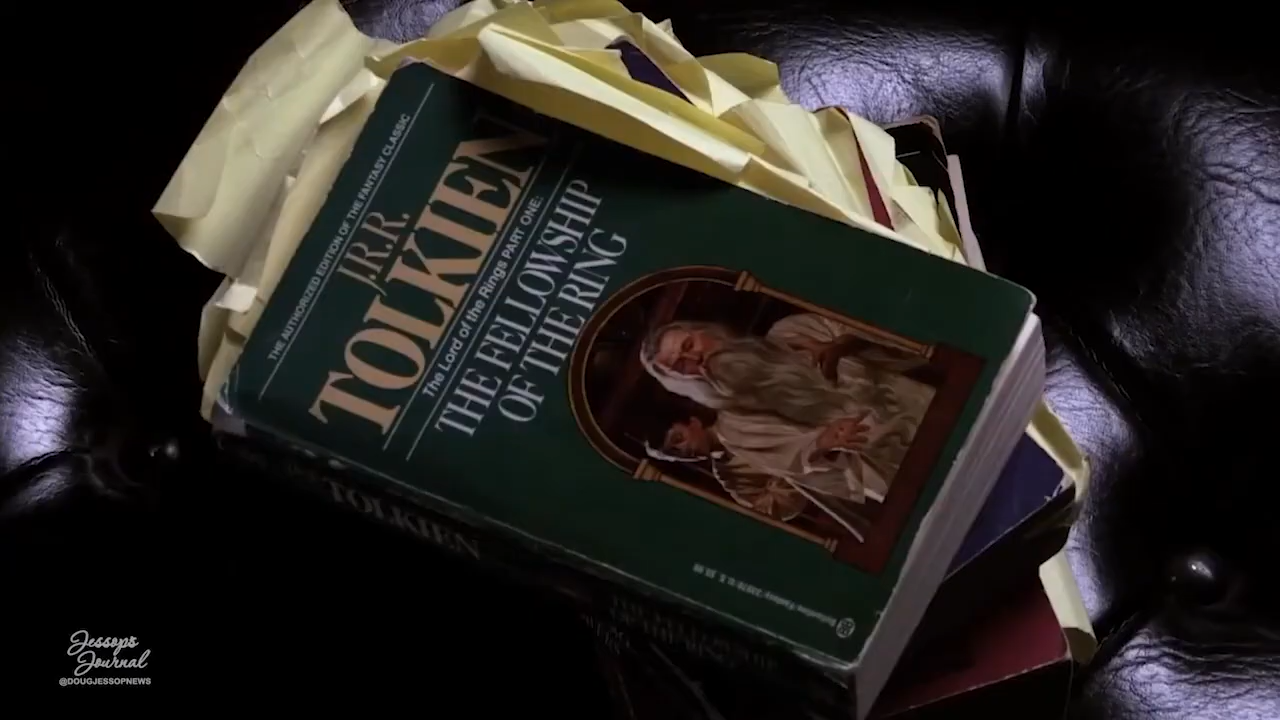 THE AUTHORIZED EDITION OF THE FANTASY CLASSIC
J.R.R.
TOLKIEN
The Lord of the Rings PART ONE:
THE FELLOWSHIP
OF THE RING
TOLKIEN
Jessop's
Journal
@DOUGJESSOPNEWS